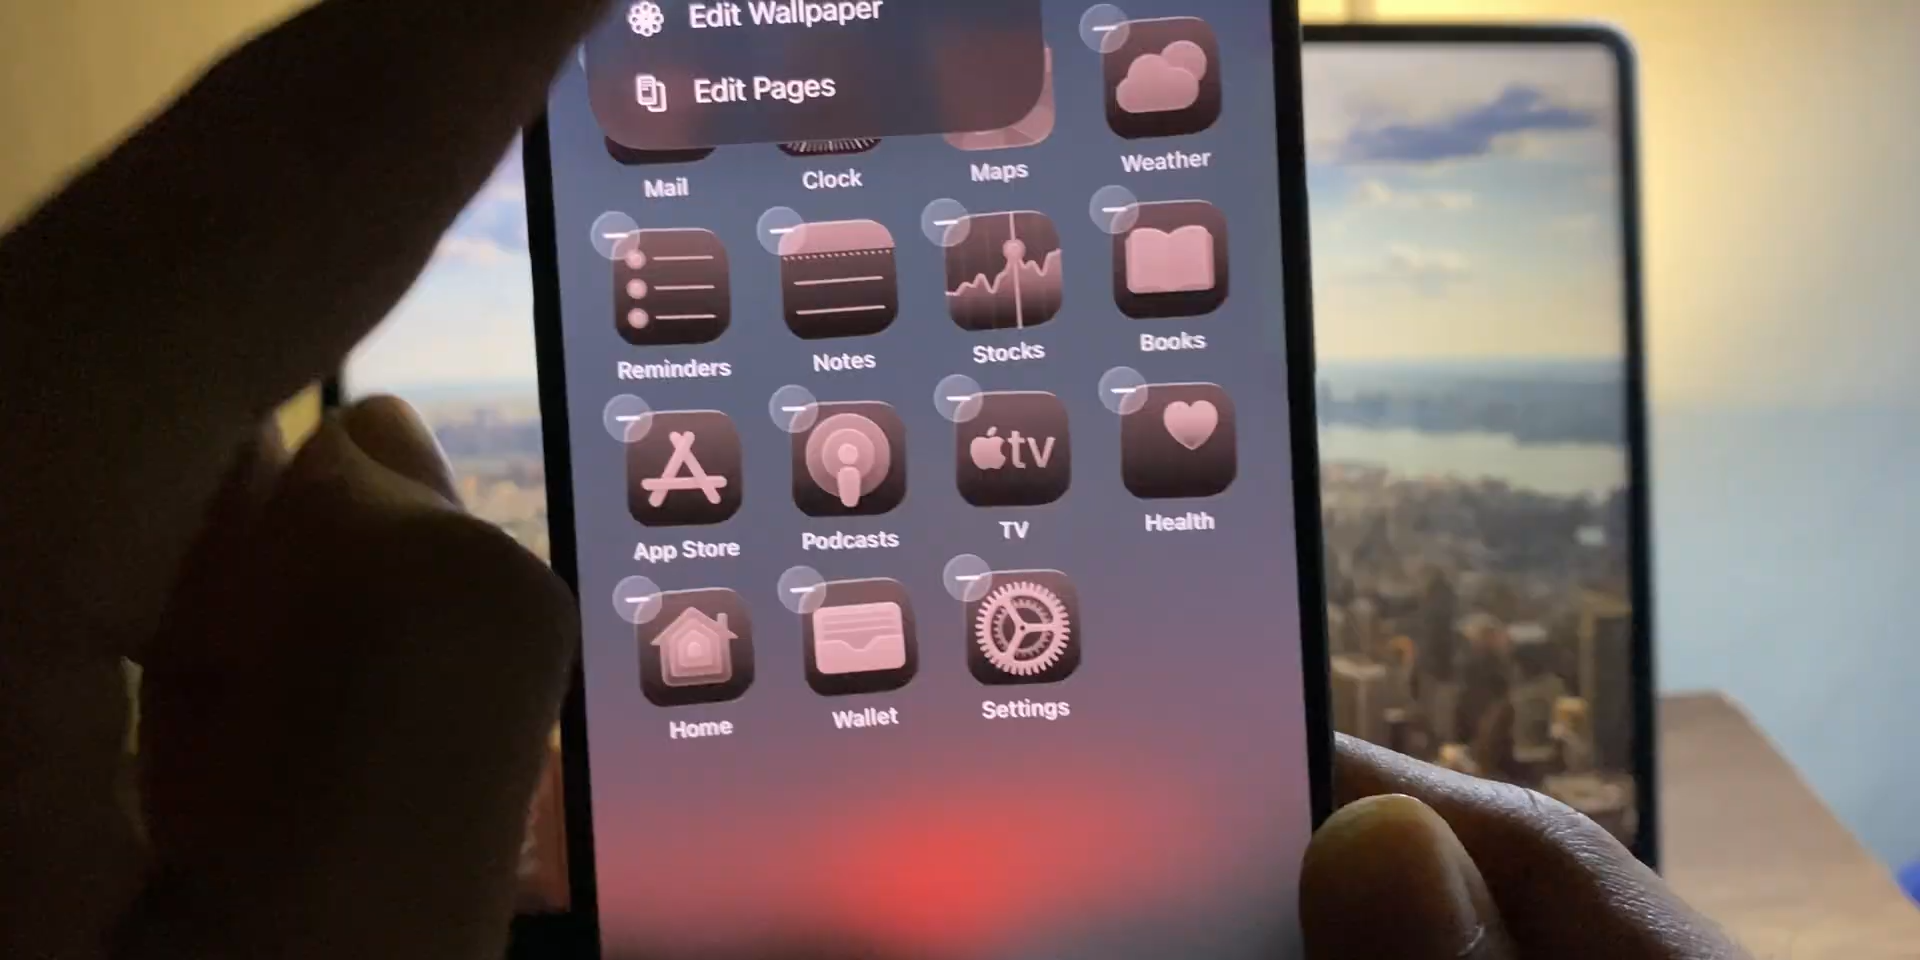 Edit Wallpaper
Edit Pages
Mail
Clock
Maps
Weather
Reminders
Notes
Stocks
Books
tv
App Store
Podcasts
TV
Health
Home
Wallet
Settings